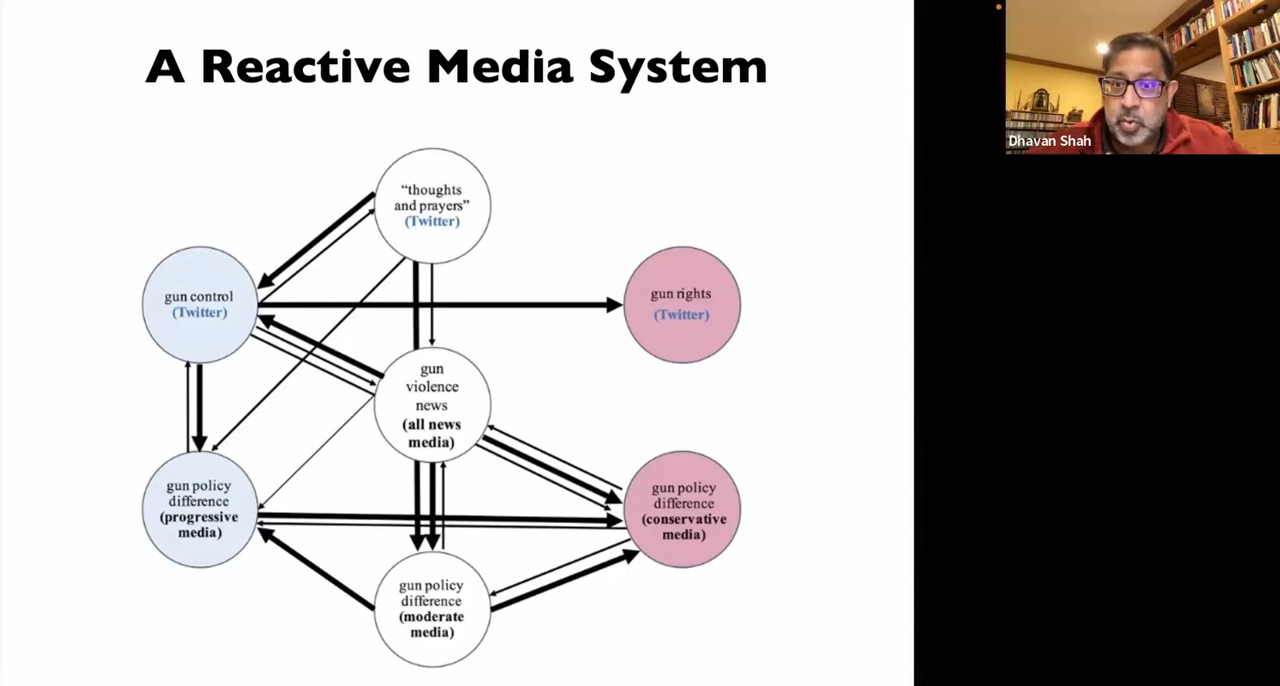 A Reactive Media System
Dhavan Shah
“thoughts
and prayers”
(Twitter)
gun control
(Twitter)
gun rights
(Twitter)
gun
violence
news
(all news
media)
gun policy
difference
(progressive
media)
gun policy
difference
(conservative
media)
gun policy
difference
(moderate
media)